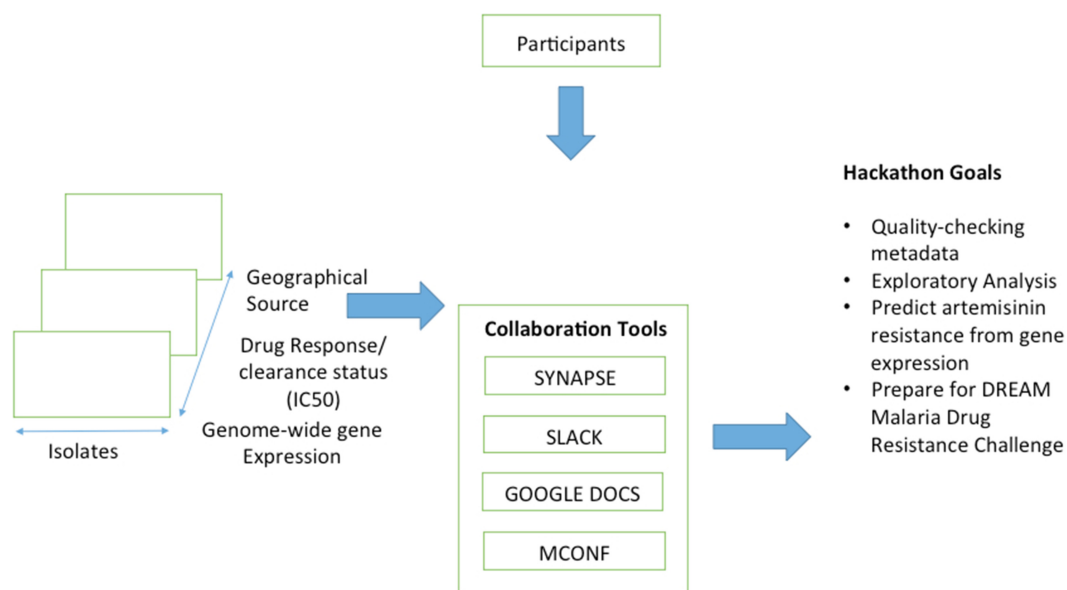 Participants
Geographical
Source
Drug Response/
clearance status
(IC50)
Genome-wide gene
Expression
Isolates
Collaboration Tools
SYNAPSE
SLACK
GOOGLE DOCS
MCONF
Hackathon Goals
• Quality-checking
metadata
• Exploratory Analysis
• Predict artemisinin
resistance from gene
expression
• Prepare for DREAM
Malaria Drug
Resistance Challenge